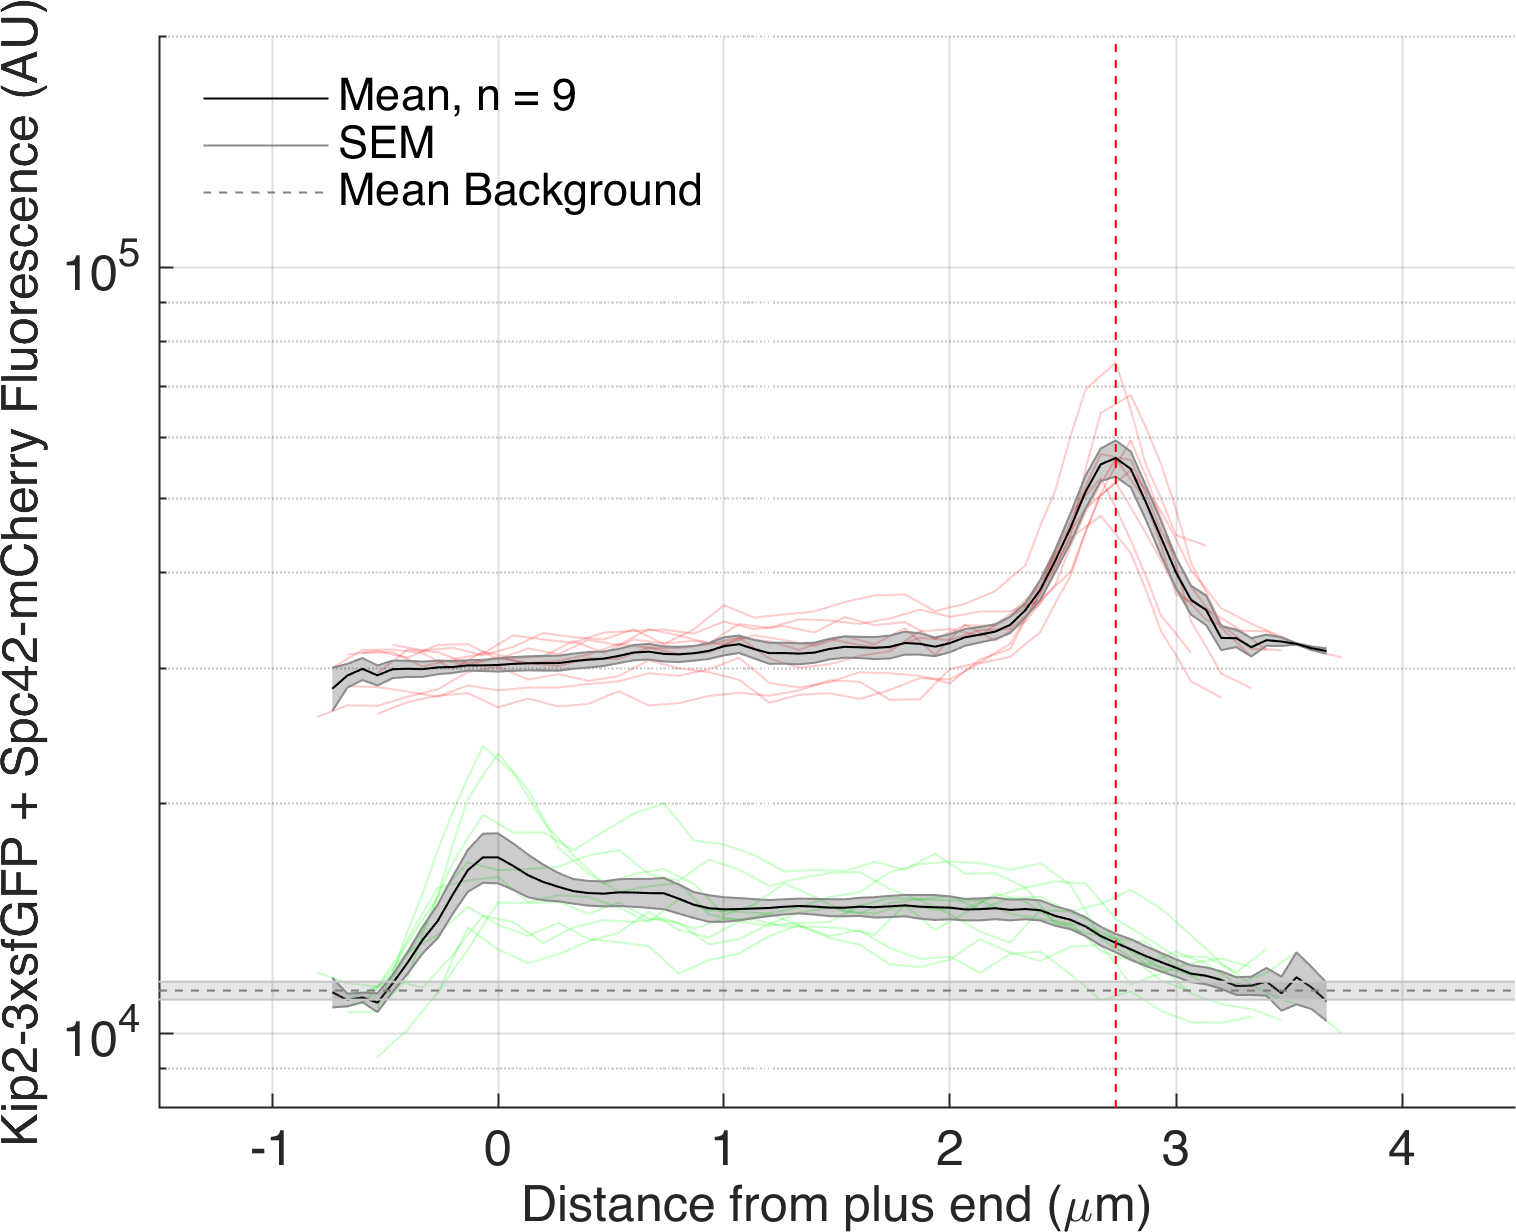 Kip2-3xsfGFP + Spc42-mCherry Fluorescence (AU)
Mean, n = 9
SEM
Mean Background
10^5
10^4
-1 0 1 2 3 4
Distance from plus end (μm)